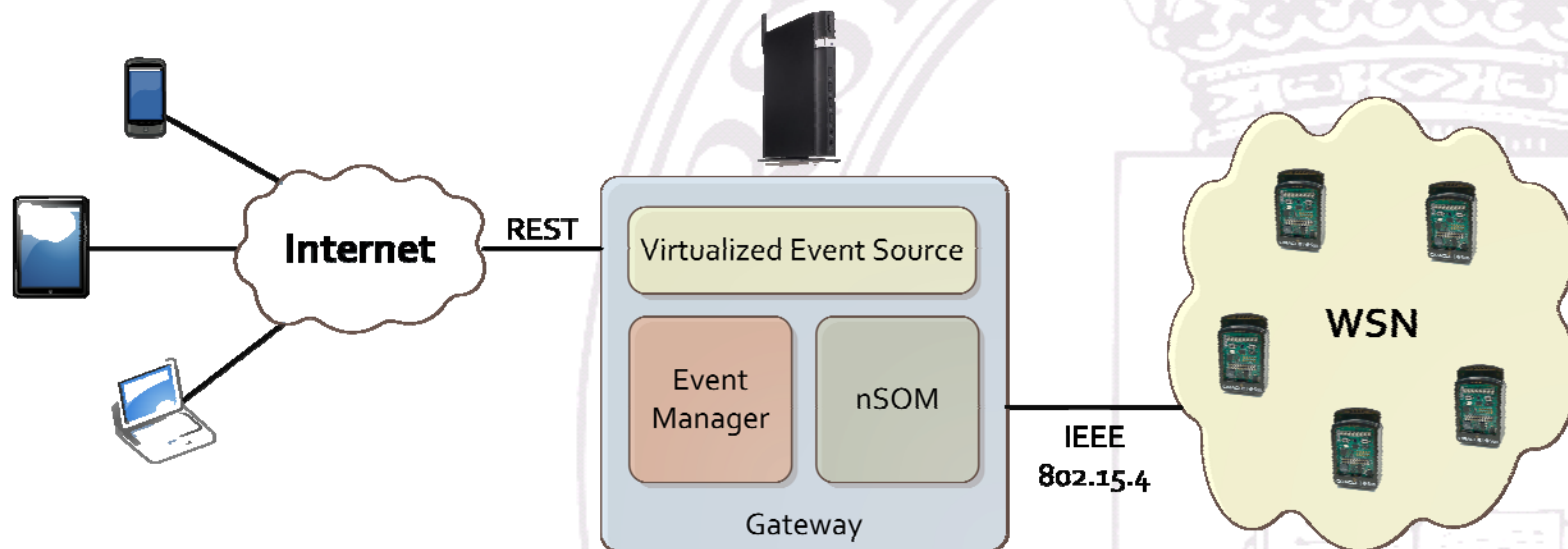 Internet
REST
Virtualized Event Source
Event
Manager
nSOM
Gateway
IEEE
802.15.4
WSN